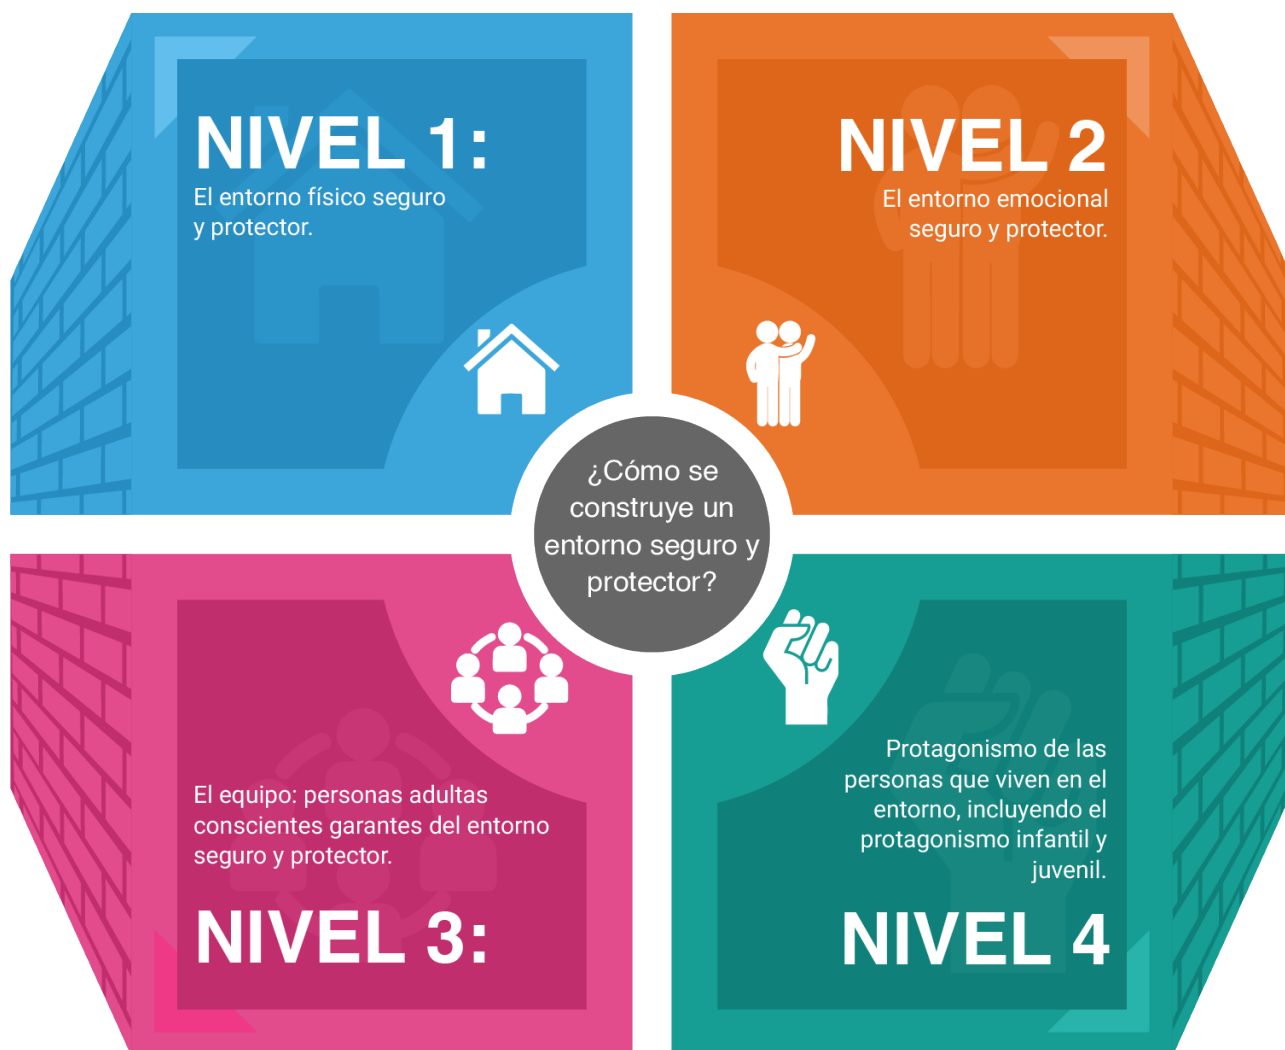 NIVEL 1:
El entorno físico seguro
y protector.
NIVEL 2
El entorno emocional
seguro y protector.
¿Cómo se
construye un
entorno seguro y
protector?
El equipo: personas adultas
conscientes garantes del entorno
seguro y protector.
NIVEL 3:
Protagonismo de las
personas que viven en el
entorno, incluyendo el
protagonismo infantil y
juvenil.
NIVEL 4